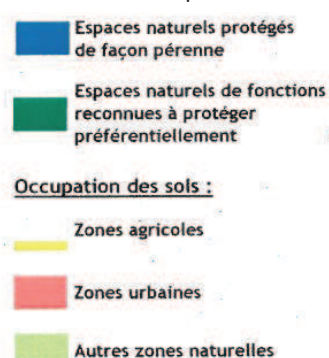 Espaces naturels protégés
de façon pérenne
Espaces naturels de fonctions
reconnues à protéger
préférentiellement
Occupation des sols :
Zones agricoles
Zones urbaines
Autres zones naturelles